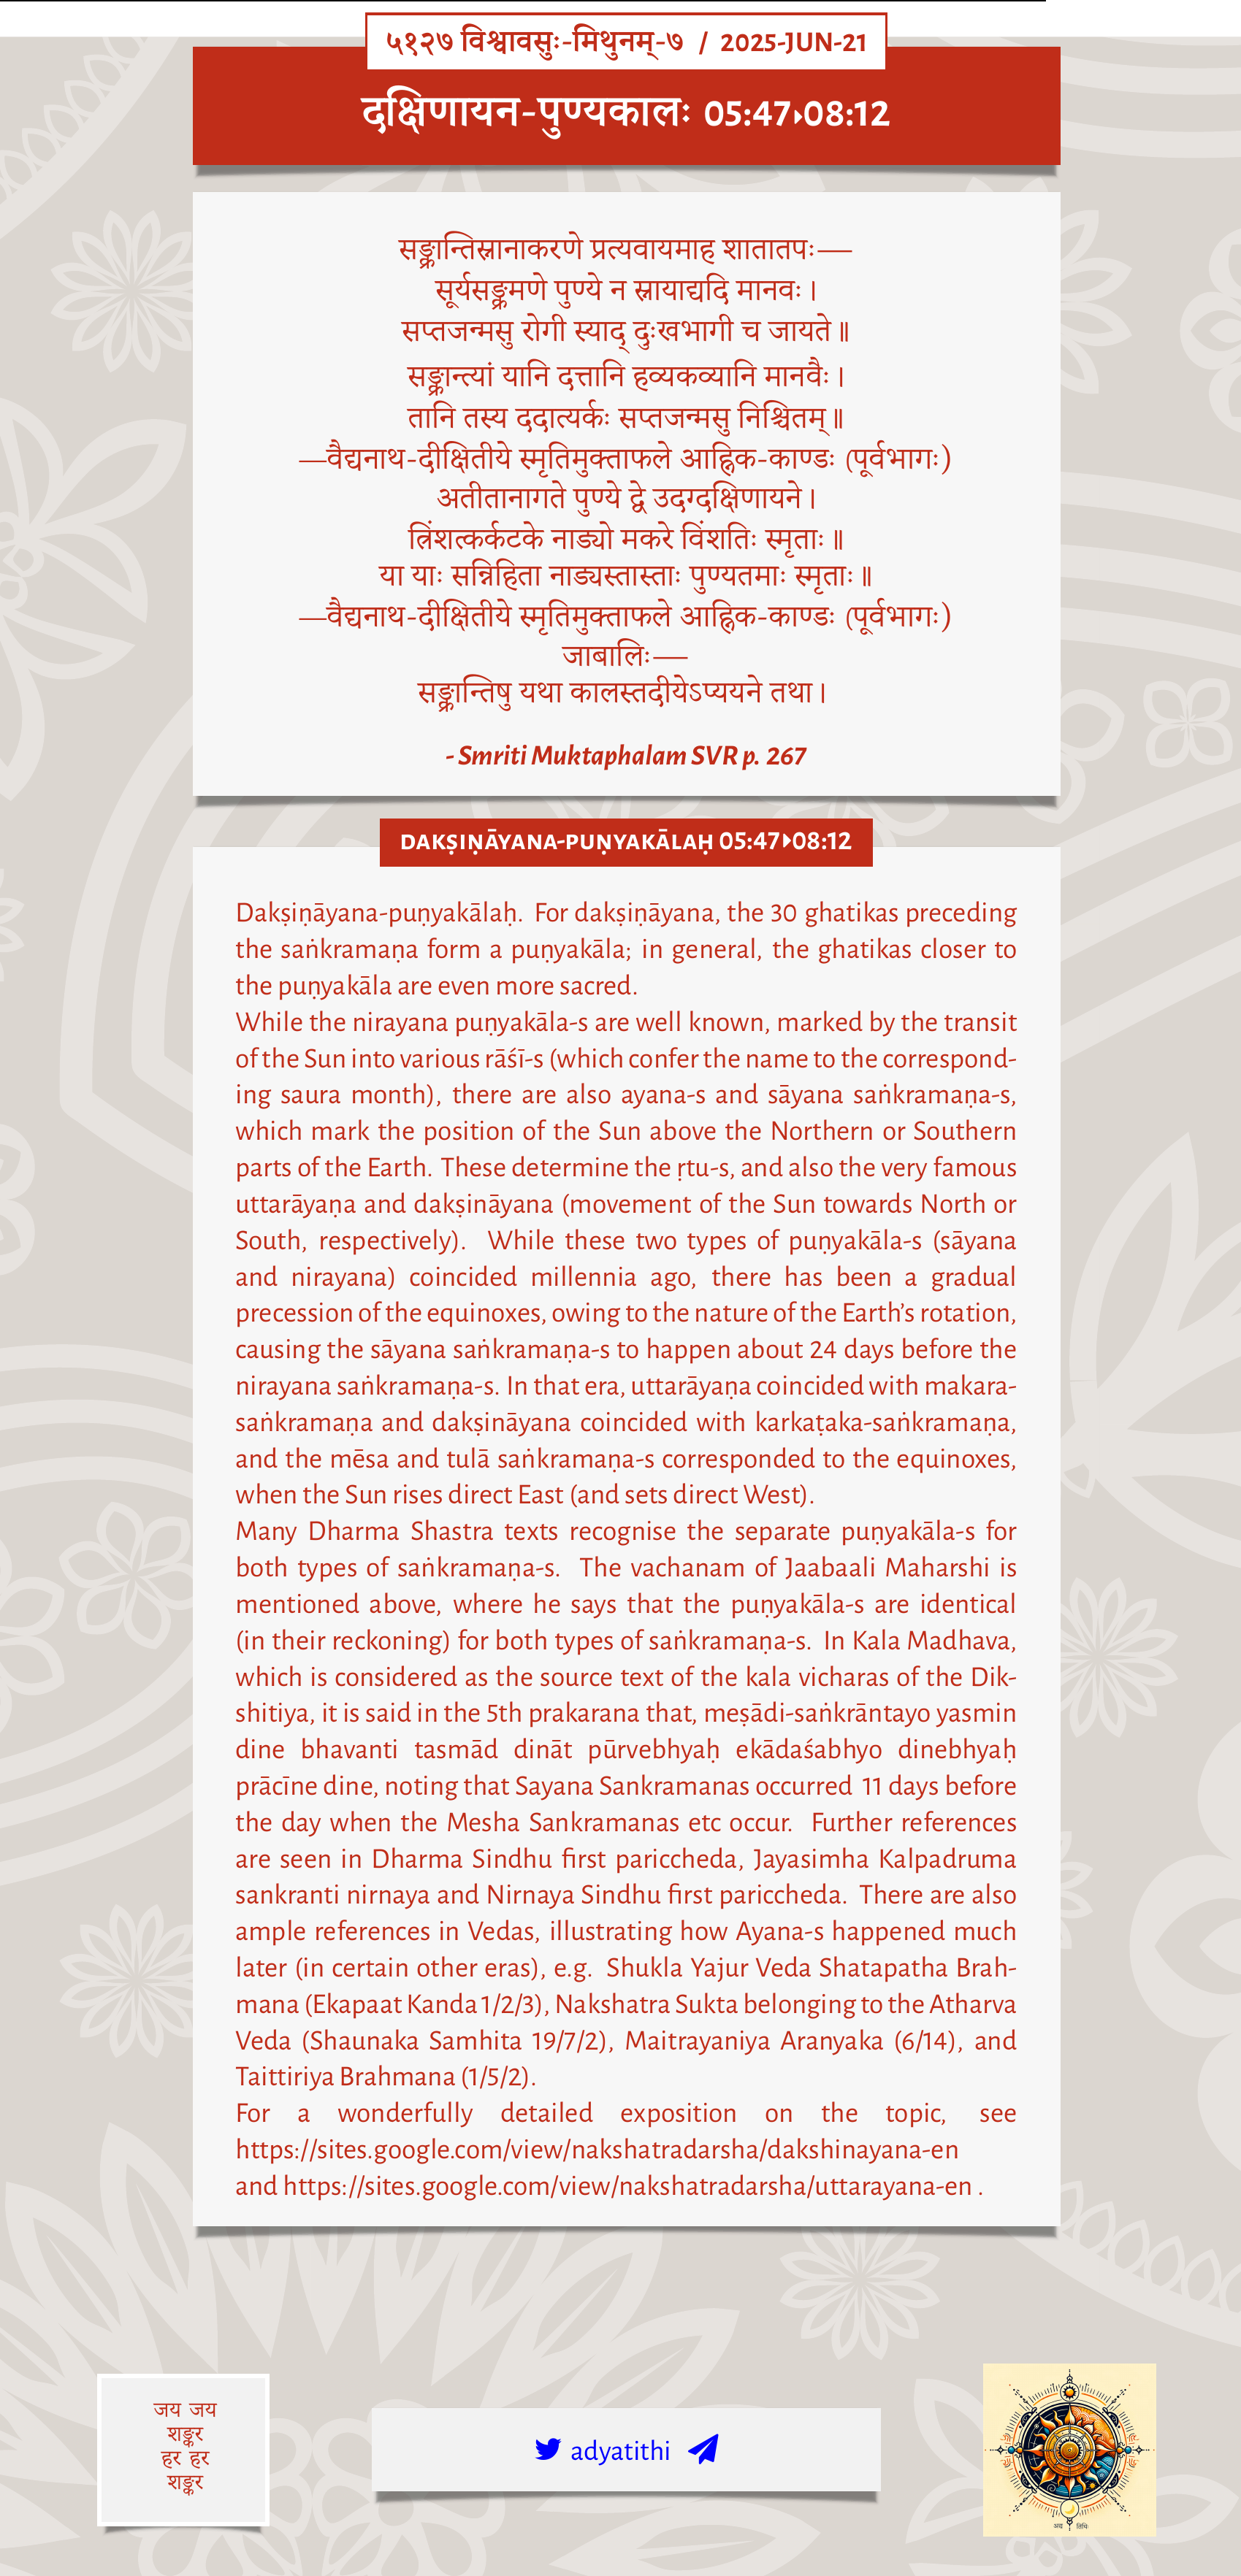 ५१२७ विश्वावसुः-मिथुनम्-७ / 2025-JUN-21
दक्षिणायन-पुण्यकालः 05:47▸08:12
सङ्क्रान्तिस्नानाकरणे प्रत्यवायमाह शातातपः—
सूर्यसङ्क्रमणे पुण्ये न स्नायाद्यदि मानवः।
सप्तजन्मसु रोगी स्याद् दुःखभागी च जायते॥
सङ्क्रान्त्यां यानि दत्तानि हव्यकव्यानि मानवैः।
तानि तस्य ददात्यर्कः सप्तजन्मसु निश्चितम्॥
—वैद्यनाथ-दीक्षितीये स्मृतिमुक्ताफले आह्निक-काण्डः (पूर्वभागः)
अतीतानागते पुण्ये द्वे उदग्दक्षिणायने।
त्रिंशत्कर्कटके नाड्यो मकरे विंशतिः स्मृताः॥
या याः सन्निहिता नाड्यस्तास्ताः पुण्यतमाः स्मृताः॥
—वैद्यनाथ-दीक्षितीये स्मृतिमुक्ताफले आह्निक-काण्डः (पूर्वभागः)
जाबालिः—
सङ्क्रान्तिषु यथा कालस्तदीयेऽप्ययने तथा।
- Smriti Muktaphalam SVR p. 267
DAKṢIṆĀYANA-PUṆYAKĀLAḤ 05:47▸08:12
Dakṣiṇāyana-puṇyakālaḥ. For dakṣiṇāyana, the 30 ghatikas preceding
the saṅkramaṇa form a puṇyakāla; in general, the ghatikas closer to
the puṇyakāla are even more sacred.
While the nirayana puṇyakāla-s are well known, marked by the transit
of the Sun into various rāśī-s (which confer the name to the correspond-
ing saura month), there are also ayana-s and sāyana saṅkramaṇa-s,
which mark the position of the Sun above the Northern or Southern
parts of the Earth. These determine the ṛtu-s, and also the very famous
uttarāyaṇa and dakṣināyana (movement of the Sun towards North or
South, respectively). While these two types of puṇyakāla-s (sāyana
and nirayana) coincided millennia ago, there has been a gradual
precession of the equinoxes, owing to the nature of the Earth’s rotation,
causing the sāyana saṅkramaṇa-s to happen about 24 days before the
nirayana saṅkramaṇa-s. In that era, uttarāyaṇa coincided with makara-
saṅkramaṇa and dakṣināyana coincided with karkaṭaka-saṅkramaṇa,
and the mēsa and tulā saṅkramaṇa-s corresponded to the equinoxes,
when the Sun rises direct East (and sets direct West).
Many Dharma Shastra texts recognise the separate puṇyakāla-s for
both types of saṅkramaṇa-s. The vachanam of Jaabaali Maharshi is
mentioned above, where he says that the puṇyakāla-s are identical
(in their reckoning) for both types of saṅkramaṇa-s. In Kala Madhava,
which is considered as the source text of the kala vicharas of the Dik-
shitiya, it is said in the 5th prakarana that, meṣādi-saṅkrāntayo yasmin
dine bhavanti tasmād dināt pūrvebhyaḥ ekādaśabhyo dinebhyaḥ
prācīne dine, noting that Sayana Sankramanas occurred 11 days before
the day when the Mesha Sankramanas etc occur. Further references
are seen in Dharma Sindhu first pariccheda, Jayasimha Kalpadruma
sankranti nirnaya and Nirnaya Sindhu first pariccheda. There are also
ample references in Vedas, illustrating how Ayana-s happened much
later (in certain other eras), e.g. Shukla Yajur Veda Shatapatha Brah-
mana (Ekapaat Kanda 1/2/3), Nakshatra Sukta belonging to the Atharva
Veda (Shaunaka Samhita 19/7/2), Maitrayaniya Aranyaka (6/14), and
Taittiriya Brahmana (1/5/2).
For a wonderfully detailed exposition on the topic, see
https://sites.google.com/view/nakshatradarsha/dakshinayana-en
and https://sites.google.com/view/nakshatradarsha/uttarayana-en .
जय जय
शङ्कर
हर हर
शङ्कर
adyatithi
अद्य तिथिः